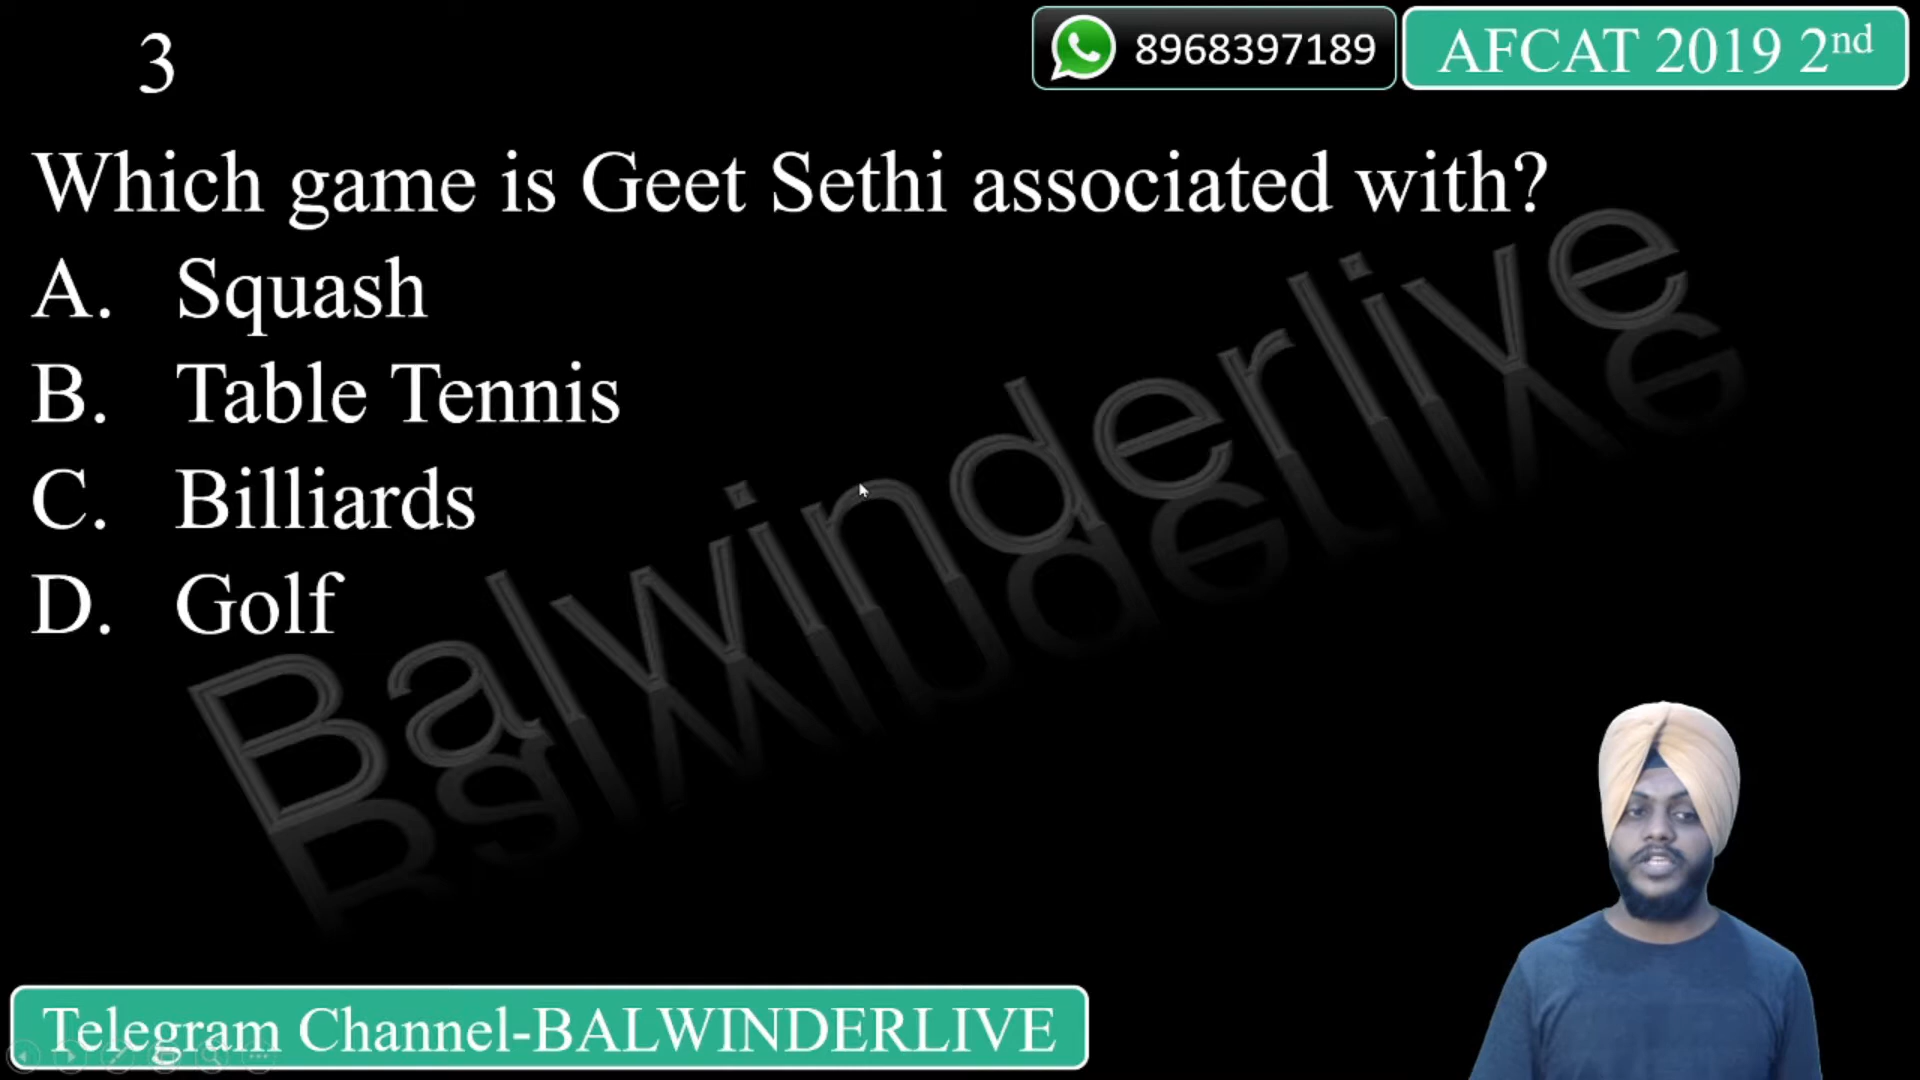 3
8968397189
AFCAT 2019 2nd
Which game is Geet Sethi associated with?
A. Squash
B. Table Tennis
C. Billiards
D. Golf
Balwinderlive
Telegram Channel-BALWINDERLIVE